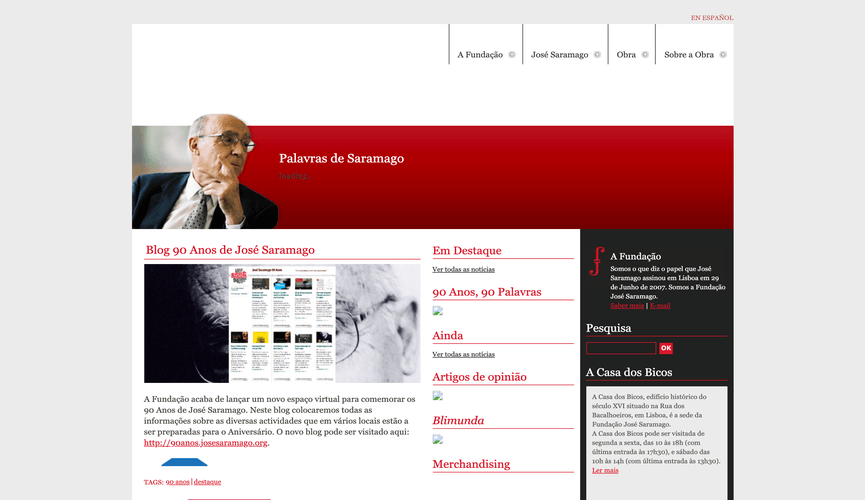 EN ESPAÑOL
A Fundação
José Saramago
Obra
Sobre a Obra
Palavras de Saramago
Blog 90 Anos de José Saramago
A Fundação acaba de lançar um novo espaço virtual para comemorar os
90 Anos de José Saramago. Neste blog colocaremos todas as
informações sobre as diversas actividades que em vários locais estão a
ser preparadas para o Aniversário. O novo blog pode ser visitado aqui:
http://90anos.josesaramago.org.
TAGS: 90 anos | destaque
Em Destaque
Ver todas as notícias
90 Anos, 90 Palavras
Ainda
Ver todas as notícias
Artigos de opinião
Blimunda
Merchandising
A Fundação
Somos o que diz o papel que José
Saramago assinou em Lisboa em 29
de Junho de 2007. Somos a Fundação
José Saramago.
Saber mais | E-mail
Pesquisa
OK
A Casa dos Bicos
A Casa dos Bicos, edifício histórico do
século XVI situado na Rua dos
Bacalhoeiros, em Lisboa, é a sede da
Fundação José Saramago.
A Casa dos Bicos pode ser visitada de
segunda a sexta, das 10 às 18h (com
última entrada às 17h30), e sábado das
10h às 14h (com última entrada às 13h30).
Ler mais